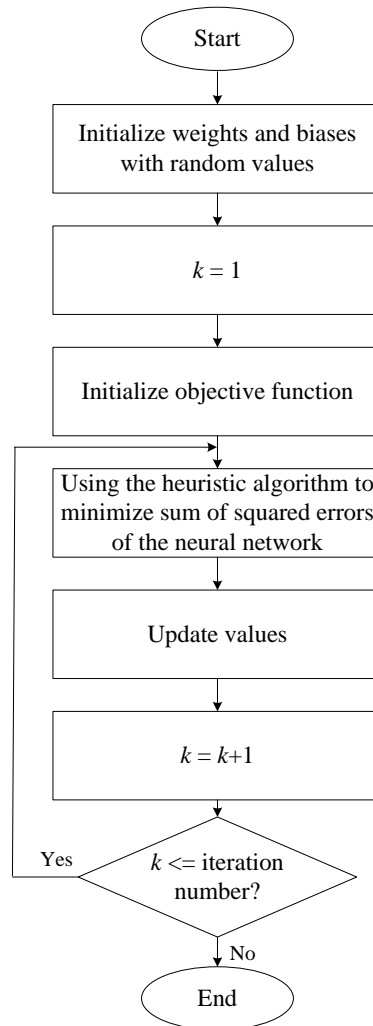 Start
Initialize weights and biases
with random values
k = 1
Initialize objective function
Using the heuristic algorithm to
minimize sum of squared errors
of the neural network
Update values
k = k+1
Yes
k <= iteration
number?
No
End